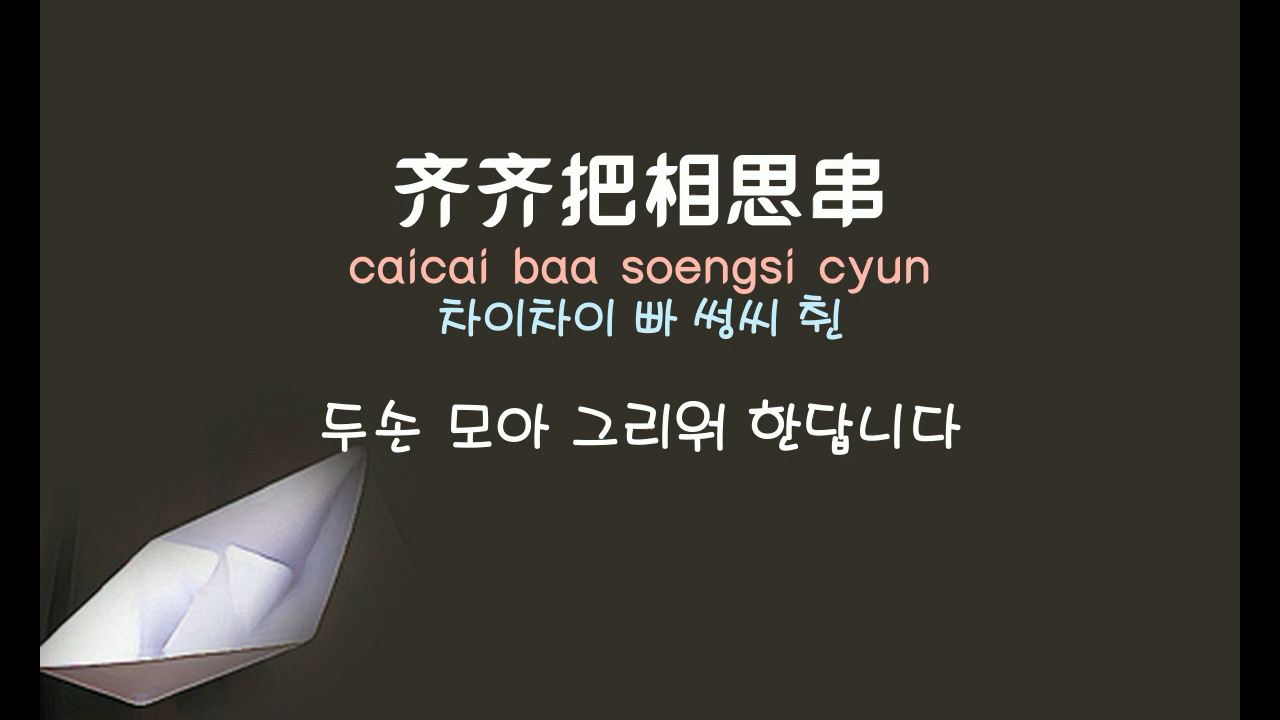 齐齐把相思串
caicai baa soengsi cyun
차이차이 빠 썽씨 췬
두손 모아 그리워 한답니다